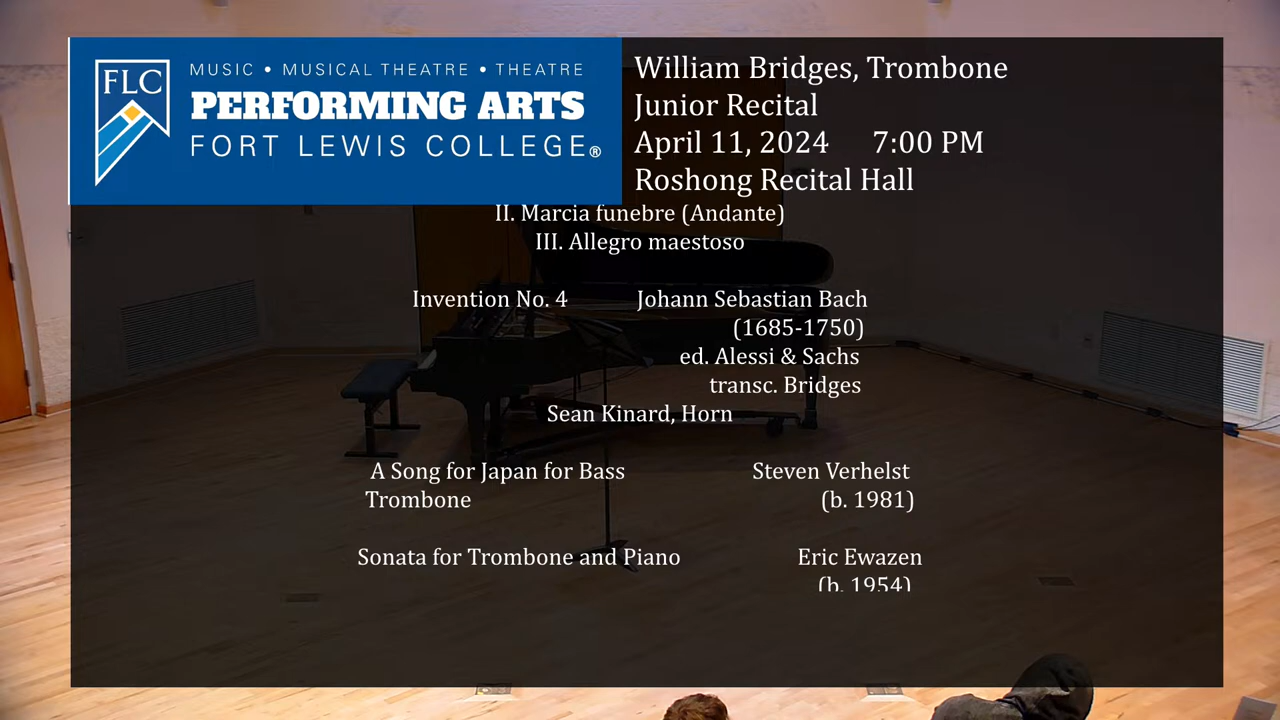 FLC
MUSIC • MUSICAL THEATRE • THEATRE
PERFORMING ARTS
FORT LEWIS COLLEGE®
William Bridges, Trombone
Junior Recital
April 11, 2024 7:00 PM
Roshong Recital Hall
II. Marcia funebre (Andante)
III. Allegro maestoso
Invention No. 4 Johann Sebastian Bach
(1685-1750)
ed. Alessi & Sachs
transc. Bridges
Sean Kinard, Horn
A Song for Japan for Bass Steven Verhelst
Trombone (b. 1981)
Sonata for Trombone and Piano Eric Ewazen
(b. 1954)